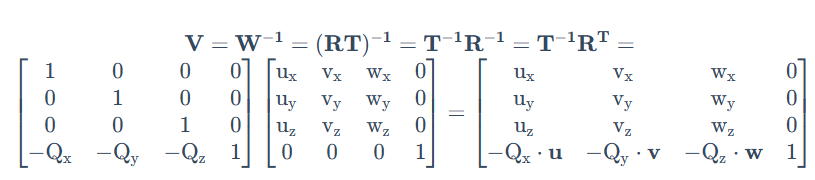 V = W⁻¹ = (RT)⁻¹ = T⁻¹R⁻¹ = T⁻¹Rᵀ =
[1 0 0 0] [uₓ vₓ wₓ 0] = [uₓ vₓ wₓ 0]
[0 1 0 0] [u_y v_y w_y 0] [u_y v_y w_y 0]
[0 0 1 0] [u_z v_z w_z 0] [u_z v_z w_z 0]
[−Qₓ −Q_y −Q_z 1] [0 0 0 1] [−Qₓ · u −Q_y · v −Q_z · w 1]